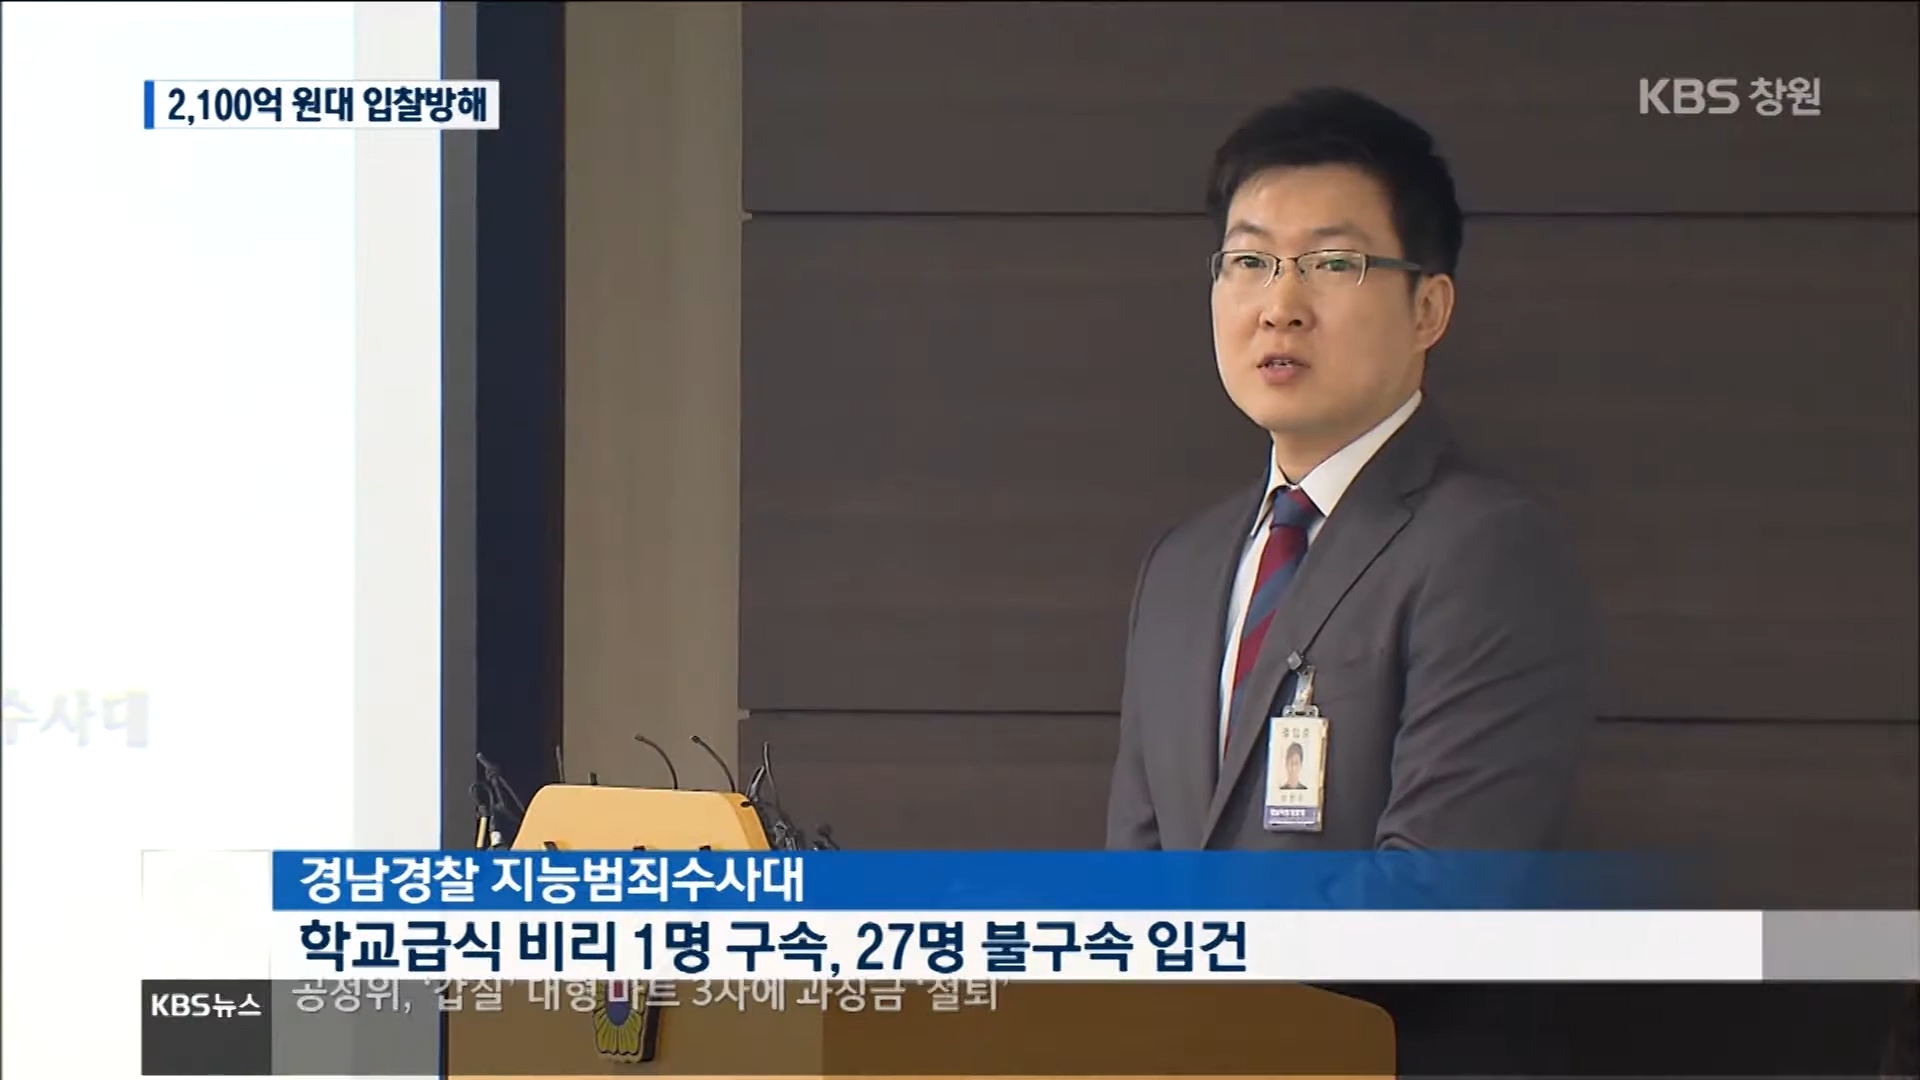 2,100억 원대 입찰방해
KBS 창원
수사대
경남경찰 지능범죄수사대
학교급식 비리 1명 구속, 27명 불구속 입건
KBS뉴스
공정위, ‘갑질’ 대형 마트 3사에 과징금 ‘철퇴’